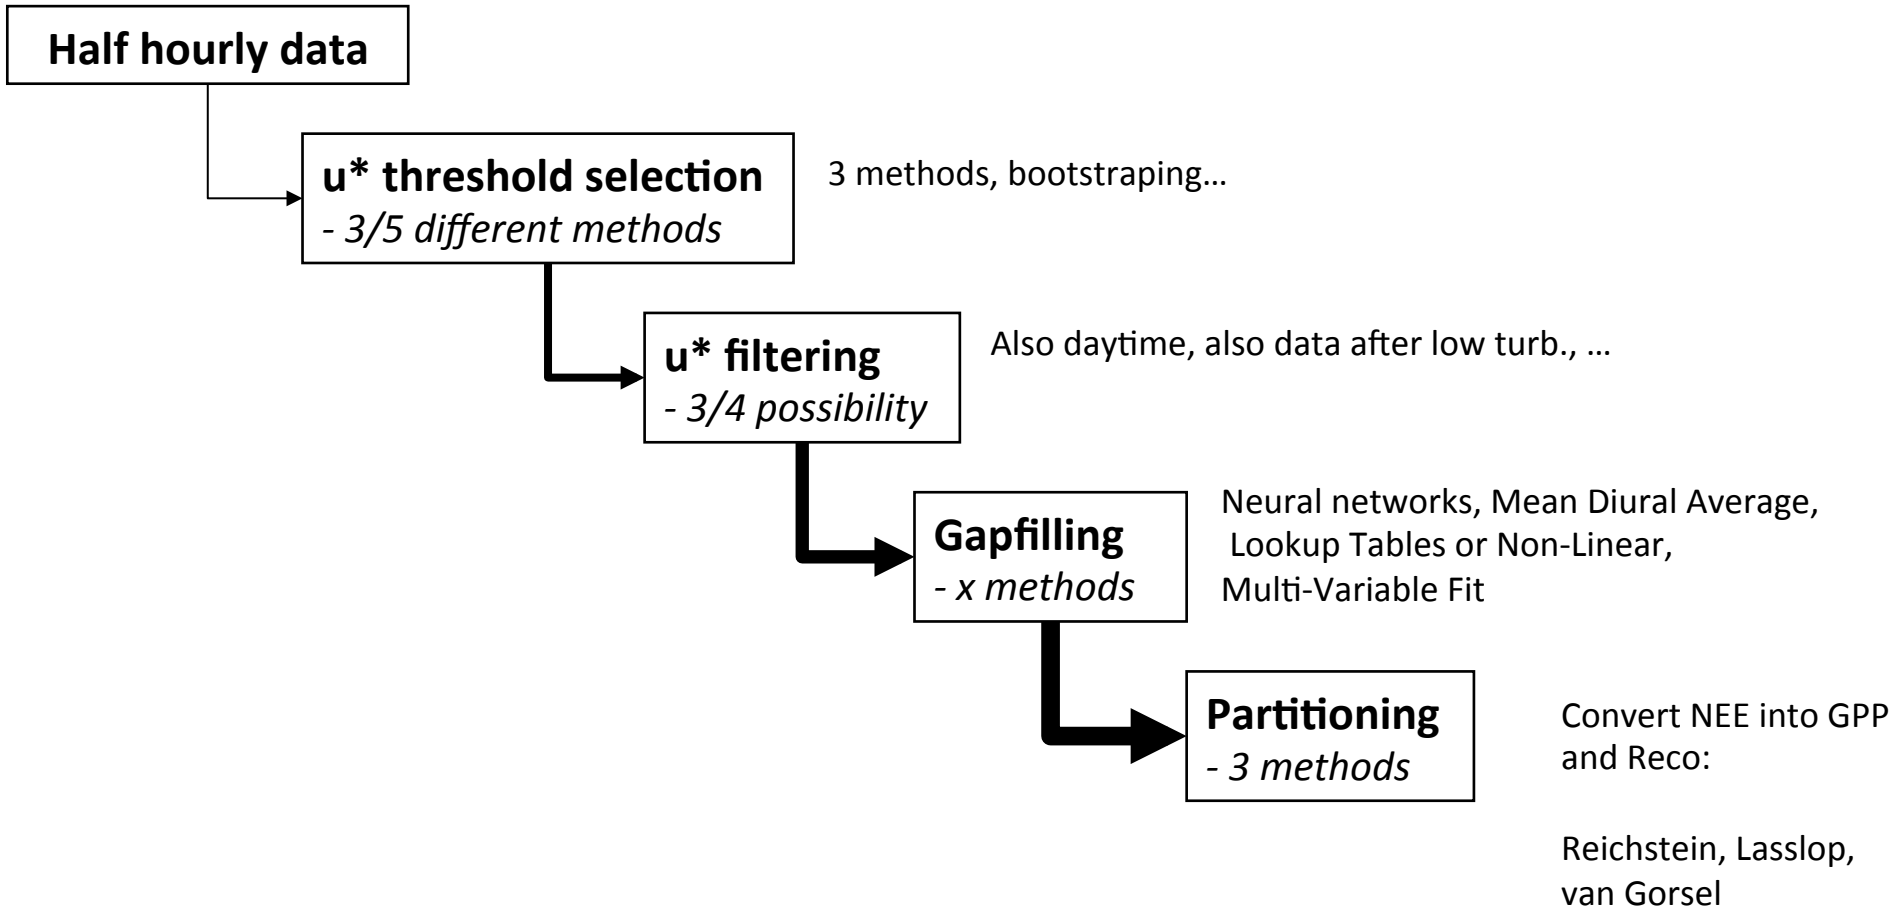 Half hourly data
u* threshold selection
- 3/5 different methods
3 methods, bootstraping...
u* filtering
- 3/4 possibility
Also daytime, also data after low turb., ...
Gapfilling
- x methods
Neural networks, Mean Diural Average,
Lookup Tables or Non-Linear,
Multi-Variable Fit
Partitioning
- 3 methods
Convert NEE into GPP
and Reco:
Reichstein, Lasslop,
van Gorsel